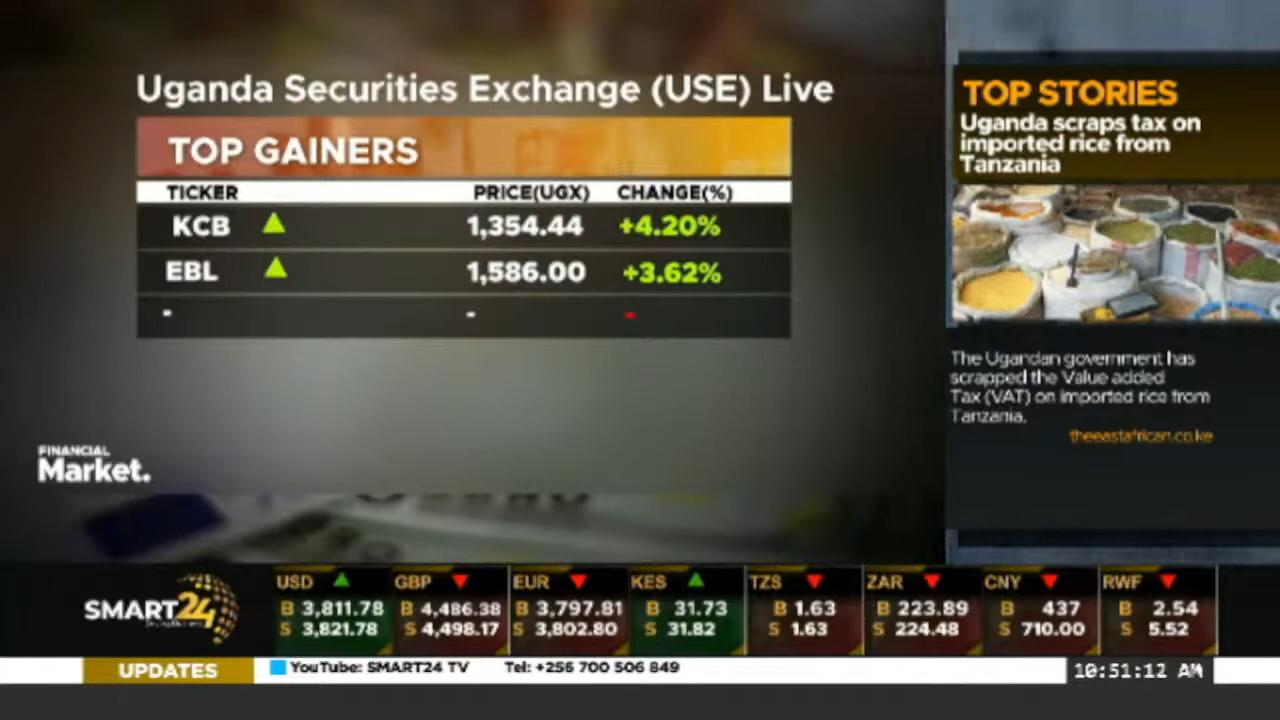 Uganda Securities Exchange (USE) Live
TOP GAINERS
TICKER PRICE(UGX) CHANGE(%)
KCB 1,354.44 +4.20%
EBL 1,586.00 +3.62%
- - -
TOP STORIES
Uganda scraps tax on
imported rice from
Tanzania
The Ugandan government has
scrapped the Value added
Tax (VAT) on imported rice from
Tanzania.
theeastafrican.co.ke
FINANCIAL
Market.
SMART24
USD GBP EUR KES TZS ZAR CNY RWF
B 3,811.78 B 4,486.38 B 3,797.81 B 31.73 B 1.63 B 223.89 B 437 B 2.54
S 3,821.78 S 4,498.17 S 3,802.80 S 31.82 S 1.63 S 224.48 S 710.00 S 5.52
UPDATES YouTube: SMART24 TV Tel: +256 700 506 849 10:51:12 AM